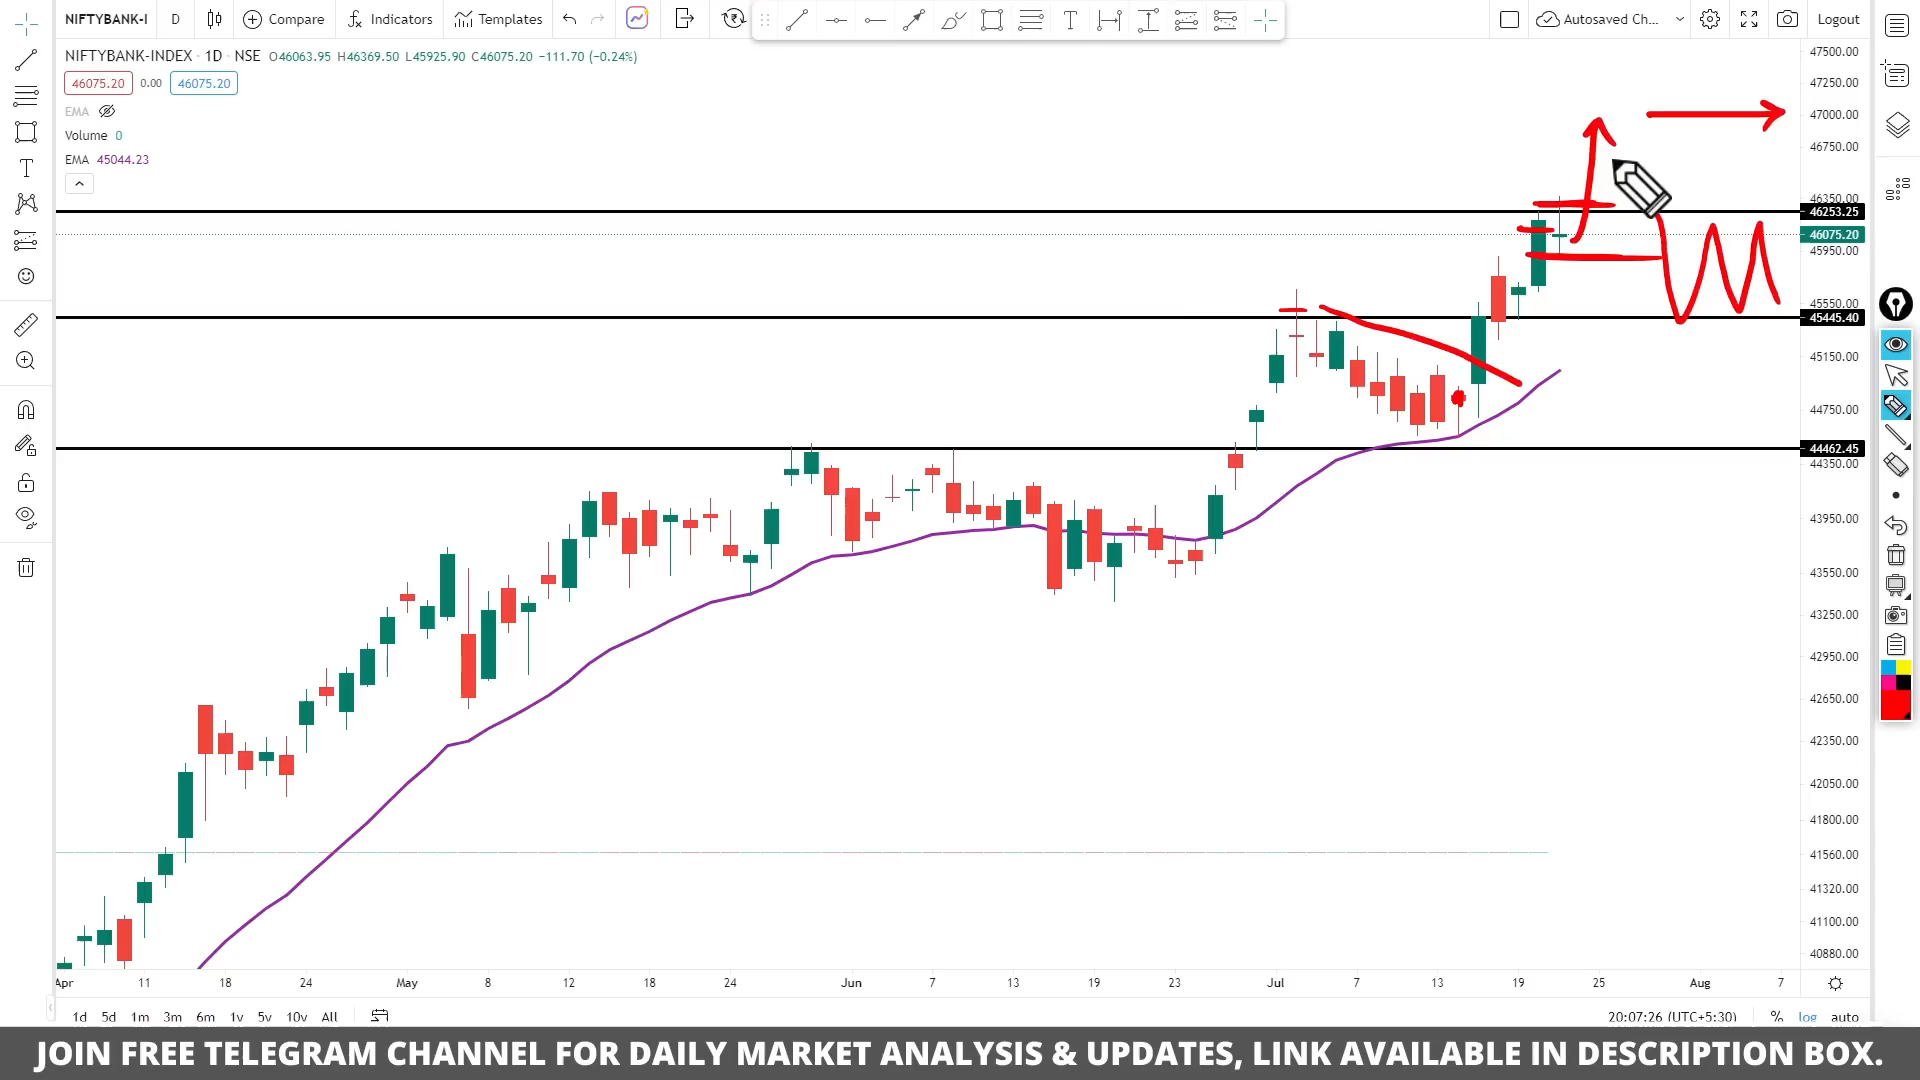 NIFTYBANK-I D Compare Indicators Templates Autosaved Ch... Logout
NIFTYBANK-INDEX · 1D · NSE O46063.95 H46369.50 L45925.90 C46075.20 −111.70 (−0.24%)
46075.20 0.00 46075.20
EMA
Volume 0
EMA 45044.23
47500.00
47250.00
47000.00
46750.00
46350.00
46253.25
46075.20
45950.00
45550.00
45445.40
45150.00
44750.00
44462.45
44350.00
43950.00
43550.00
43250.00
42950.00
42650.00
42350.00
42050.00
41800.00
41560.00
41320.00
41100.00
40880.00
Apr 11 18 24 May 8 12 18 24 Jun 7 13 19 23 Jul 7 13 19 25 Aug 7
1d 5d 1m 3m 6m 1y 5y 10y All 20:07:26 (UTC+5:30) % log auto
JOIN FREE TELEGRAM CHANNEL FOR DAILY MARKET ANALYSIS & UPDATES, LINK AVAILABLE IN DESCRIPTION BOX.